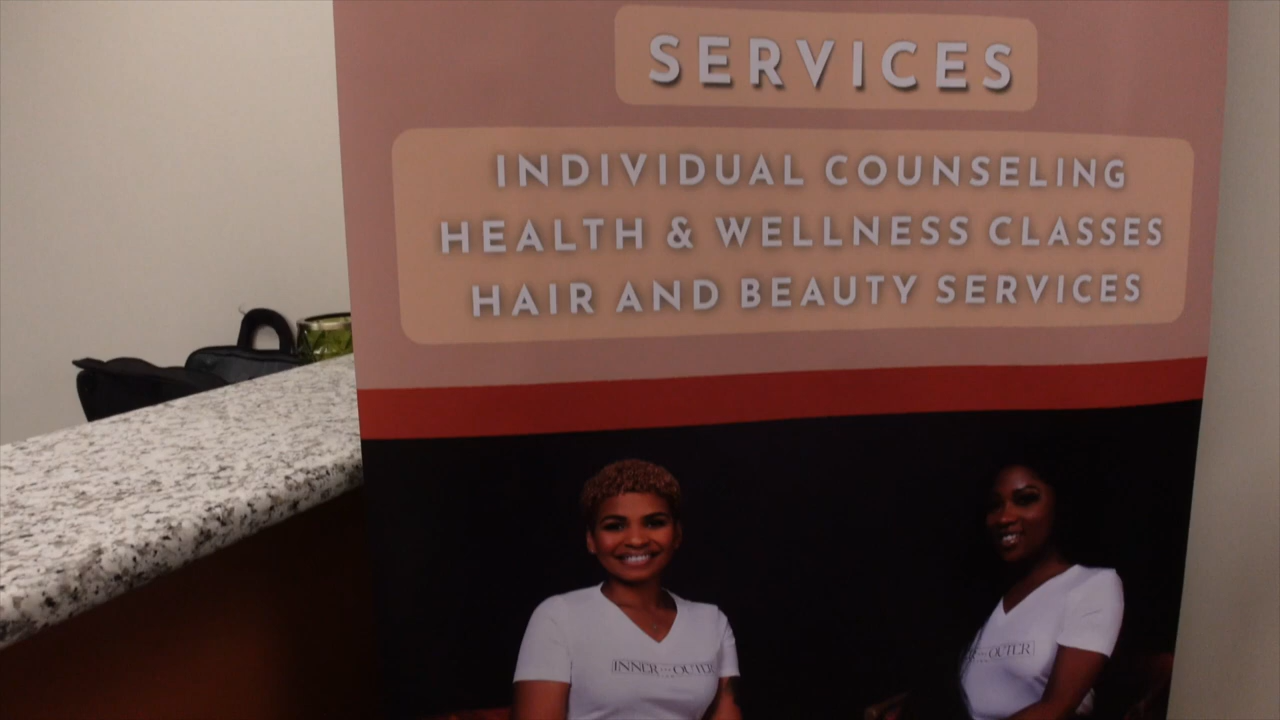 SERVICES
INDIVIDUAL COUNSELING
HEALTH & WELLNESS CLASSES
HAIR AND BEAUTY SERVICES
INNER OUTER
OUTER